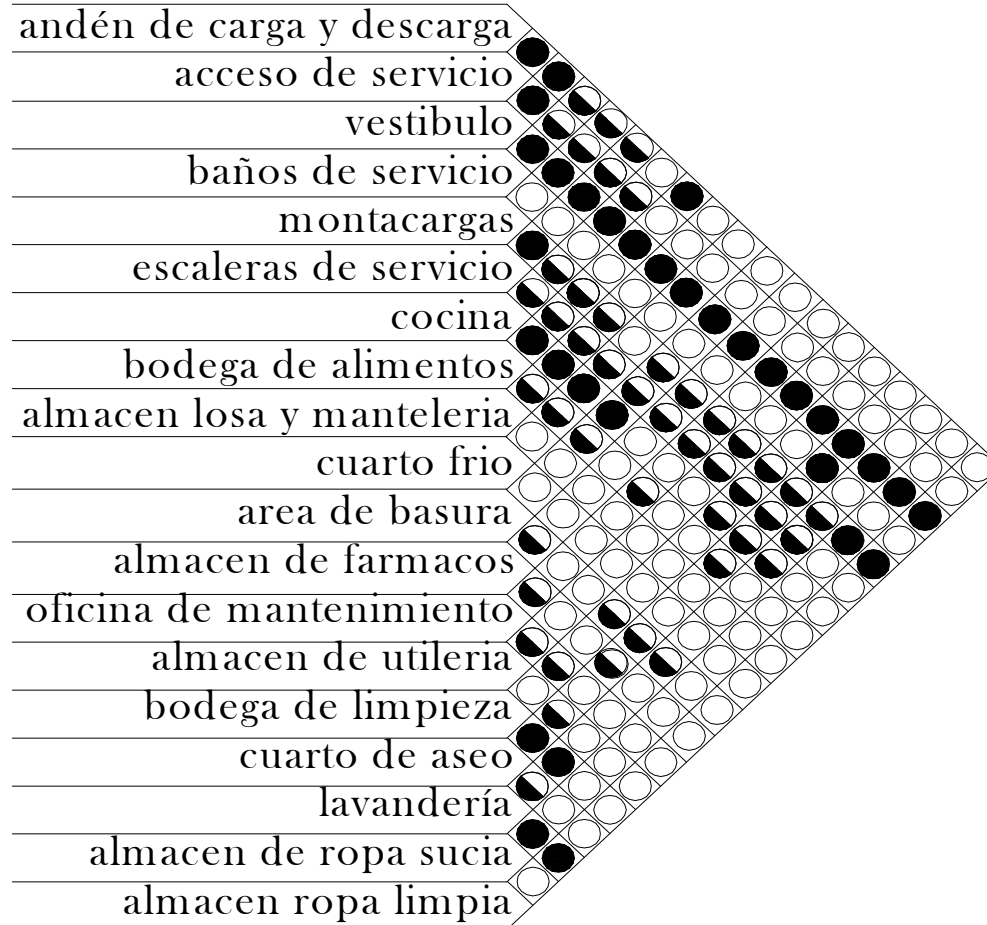 andén de carga y descarga
acceso de servicio
vestibulo
baños de servicio
montacargas
escaleras de servicio
cocina
bodega de alimentos
almacen losa y manteleria
cuarto frio
area de basura
almacen de farmacos
oficina de mantenimiento
almacen de utileria
bodega de limpieza
cuarto de aseo
lavandería
almacen de ropa sucia
almacen ropa limpia